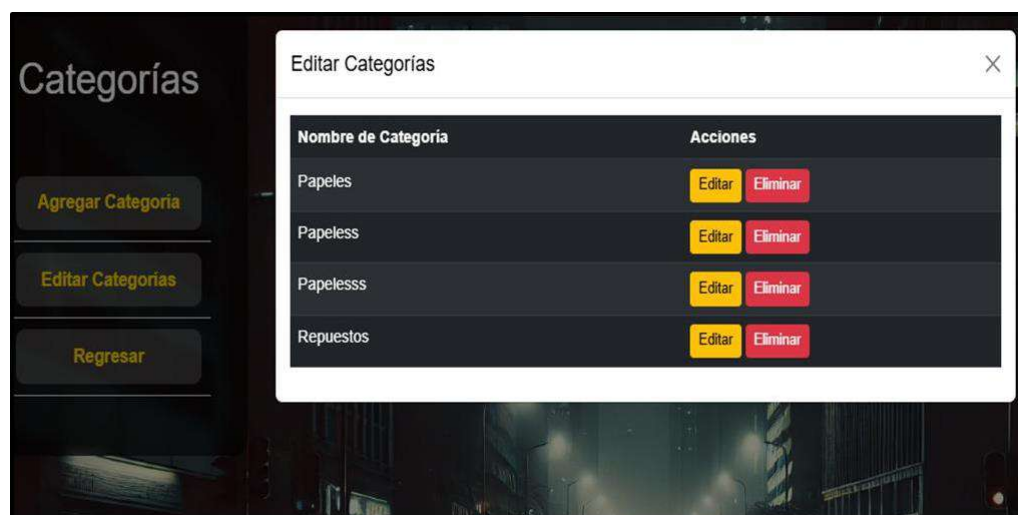 Categorías
Agregar Categoria
Editar Categorías
Regresar
Editar Categorías
Nombre de Categoría Acciones
Papeles Editar Eliminar
Papeless Editar Eliminar
Papelesss Editar Eliminar
Repuestos Editar Eliminar